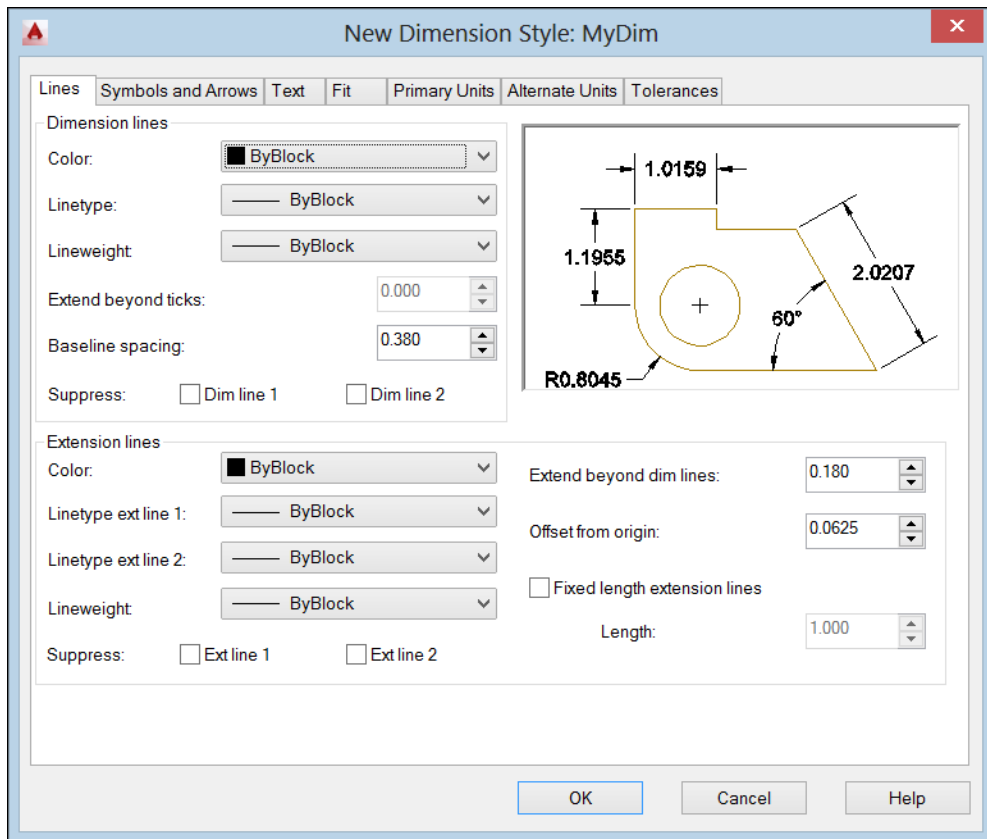 New Dimension Style: MyDim
Lines Symbols and Arrows Text Fit Primary Units Alternate Units Tolerances
Dimension lines
Color: ByBlock
Linetype: ByBlock
Lineweight: ByBlock
Extend beyond ticks: 0.000
Baseline spacing: 0.380
Suppress: Dim line 1 Dim line 2
1.0159
1.1955
2.0207
60°
R0.8045
Extension lines
Color: ByBlock
Linetype ext line 1: ByBlock
Linetype ext line 2: ByBlock
Lineweight: ByBlock
Suppress: Ext line 1 Ext line 2
Extend beyond dim lines: 0.180
Offset from origin: 0.0625
Fixed length extension lines
Length: 1.000
OK Cancel Help